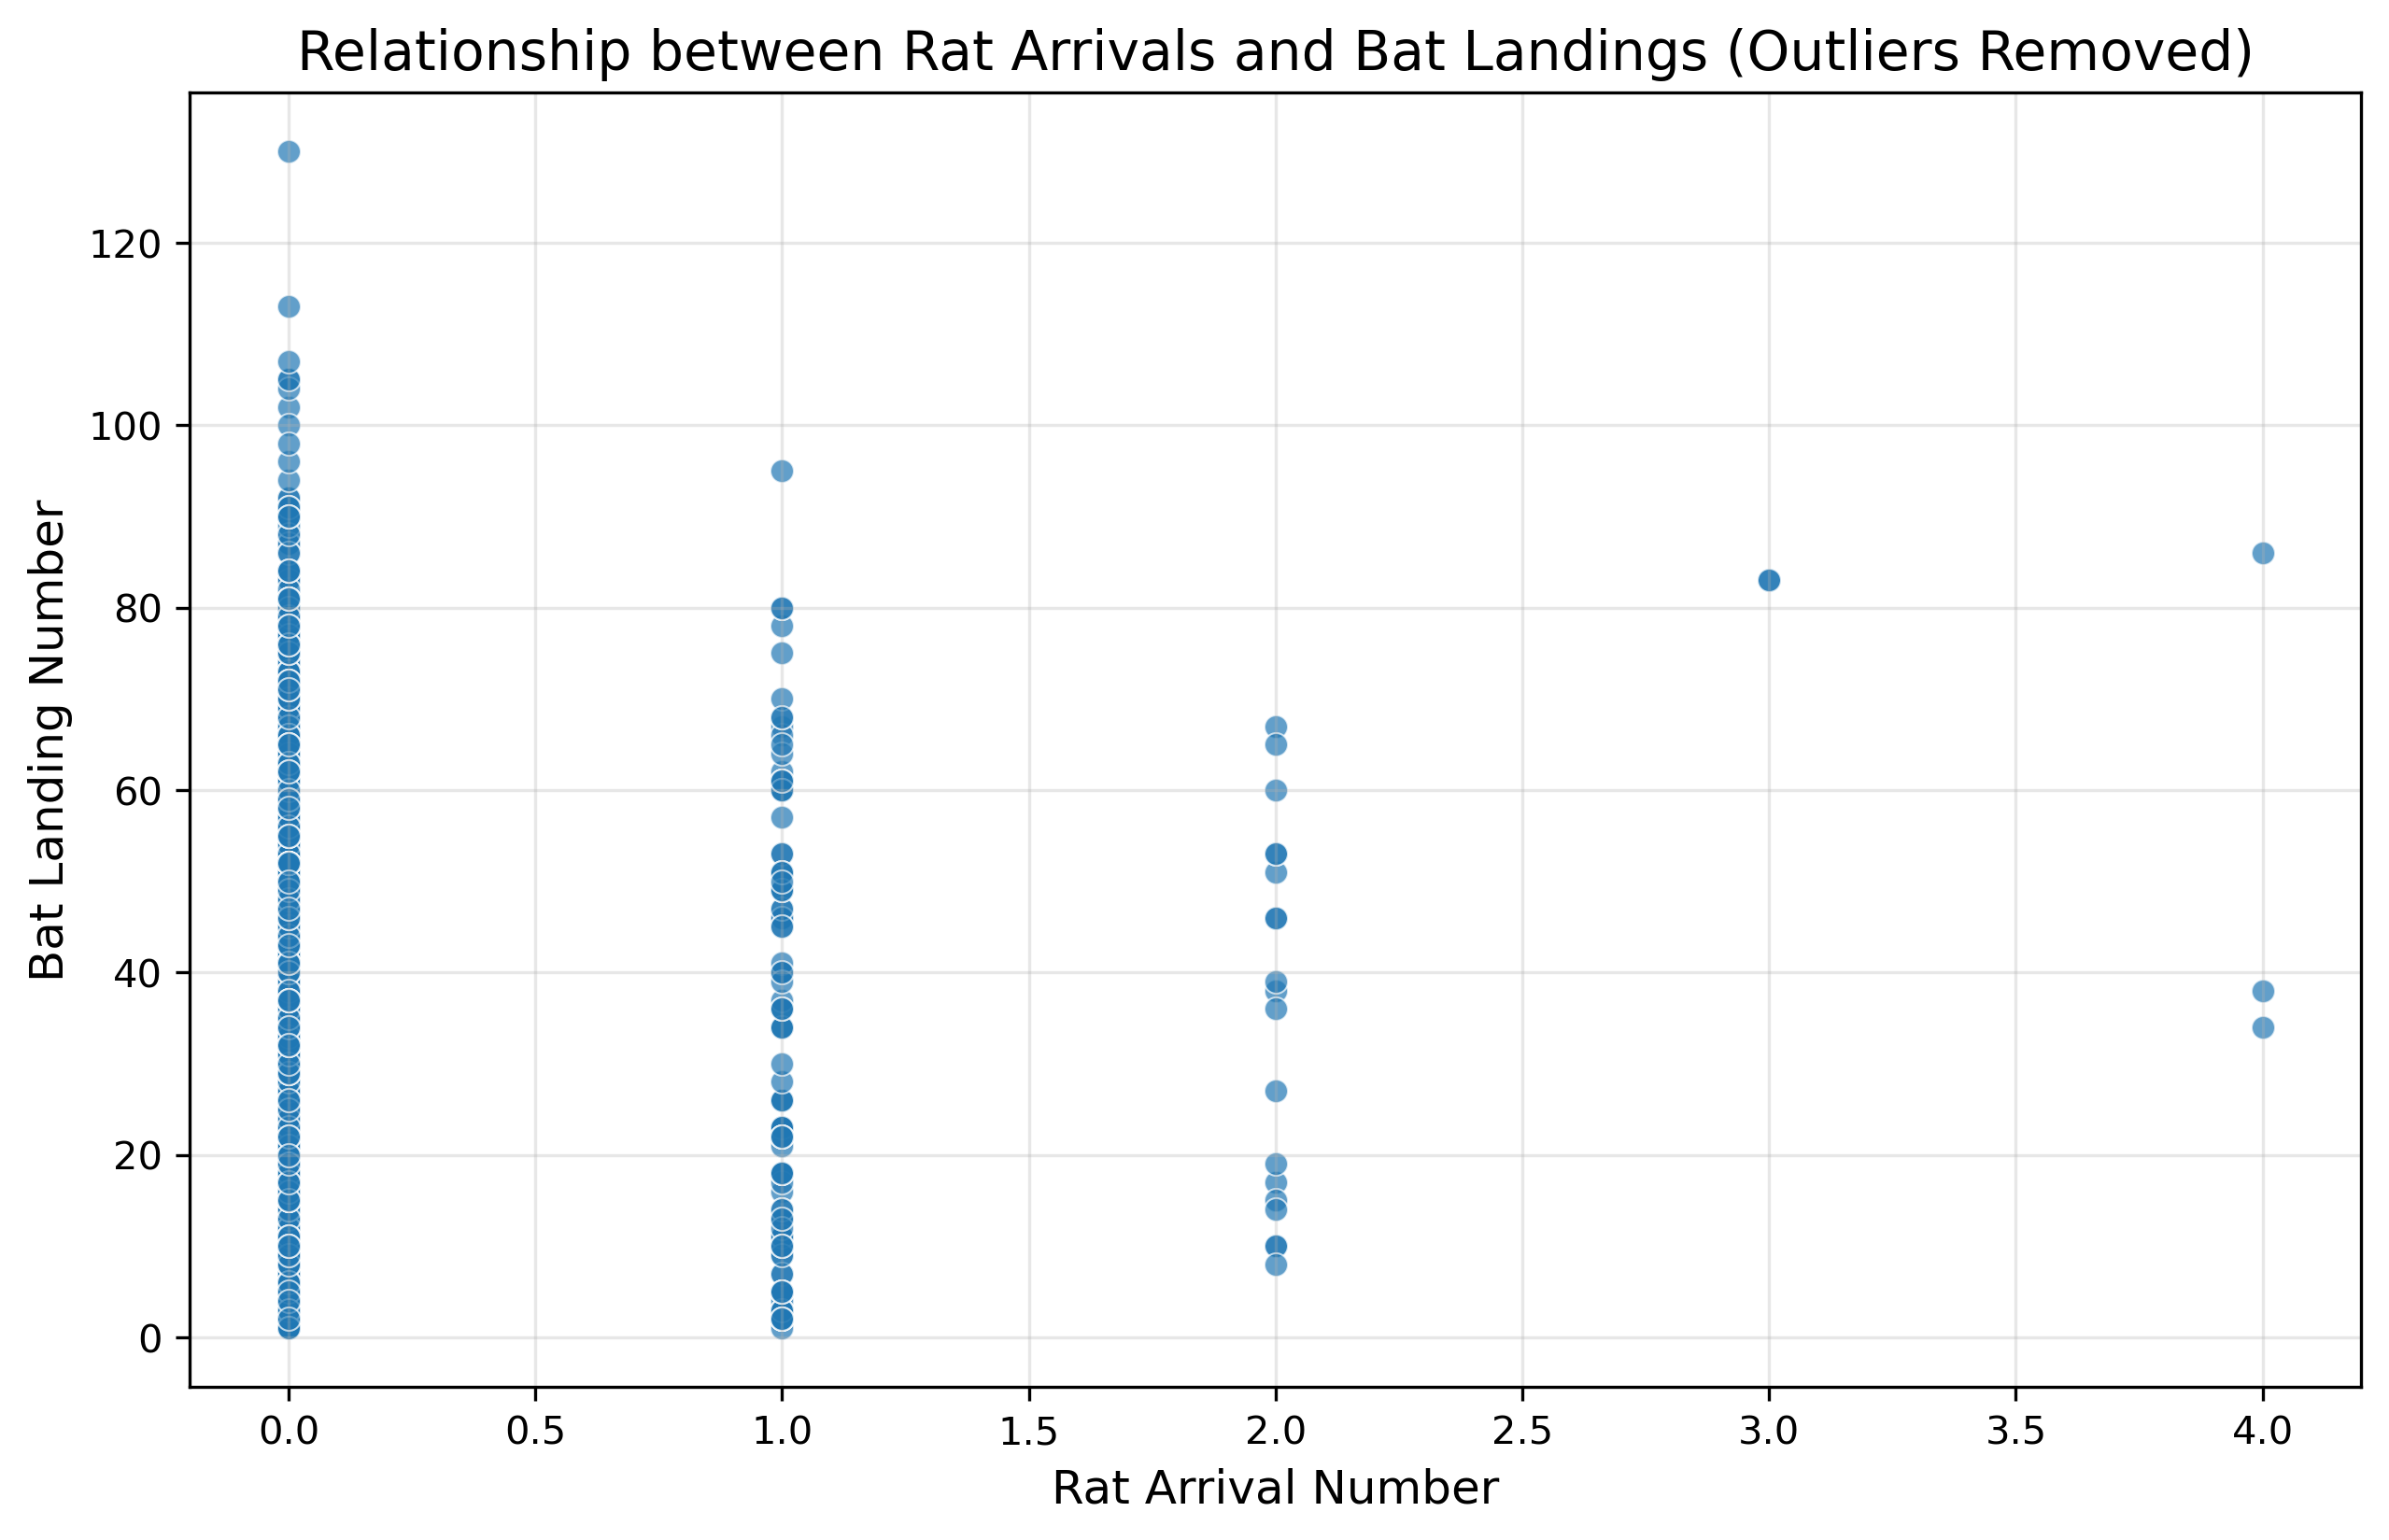 Relationship between Rat Arrivals and Bat Landings (Outliers Removed)
Bat Landing Number
120
100
80
60
40
20
0
0.0 0.5 1.0 1.5 2.0 2.5 3.0 3.5 4.0
Rat Arrival Number